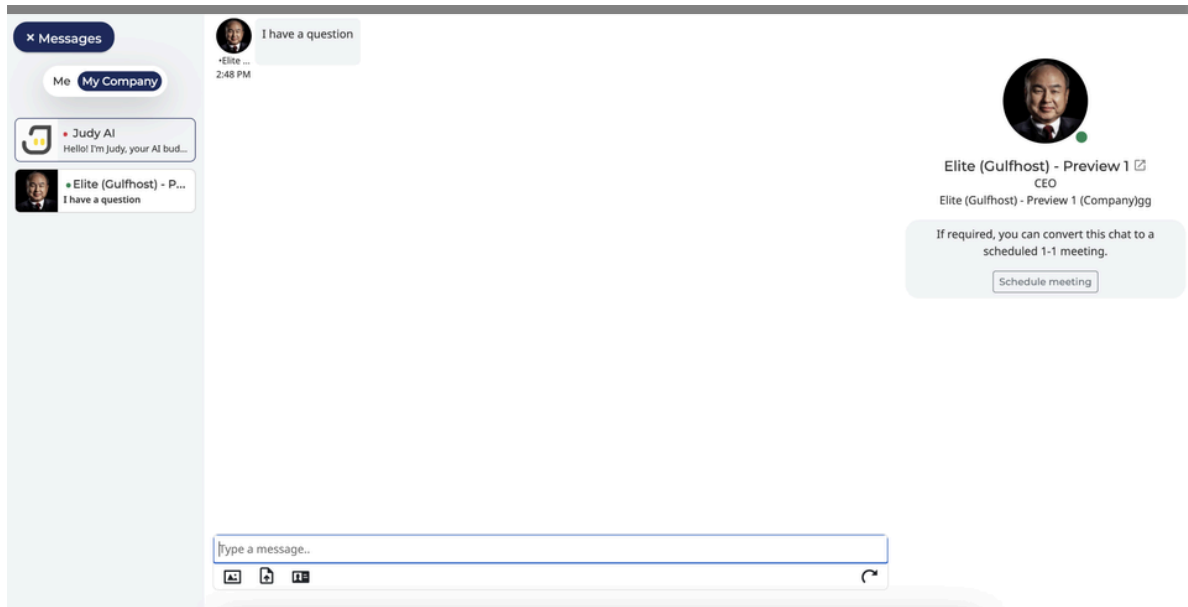 × Messages
Me My Company
• Judy AI
Hello! I'm Judy, your AI bud...
• Elite (Gulfhost) - P...
I have a question
I have a question
•Elite ...
2:48 PM
Type a message..
Elite (Gulfhost) - Preview 1
CEO
Elite (Gulfhost) - Preview 1 (Company)gg
If required, you can convert this chat to a
scheduled 1-1 meeting.
Schedule meeting